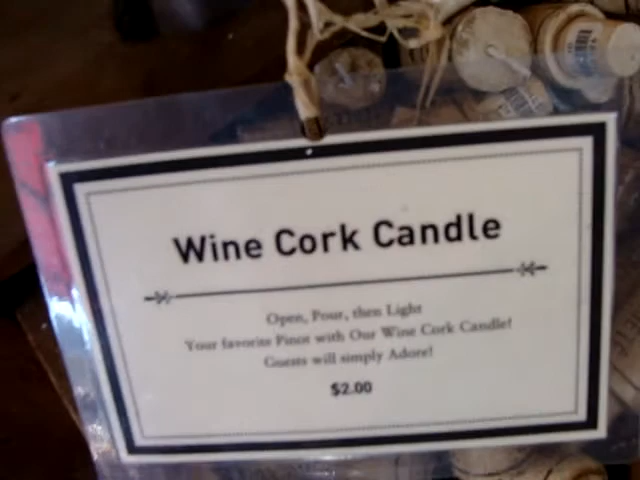 Wine Cork Candle
Open, Pour, then Light
Your favorite Pinot with Our Wine Cork Candle!
Guests will simply Adore!
$2.00